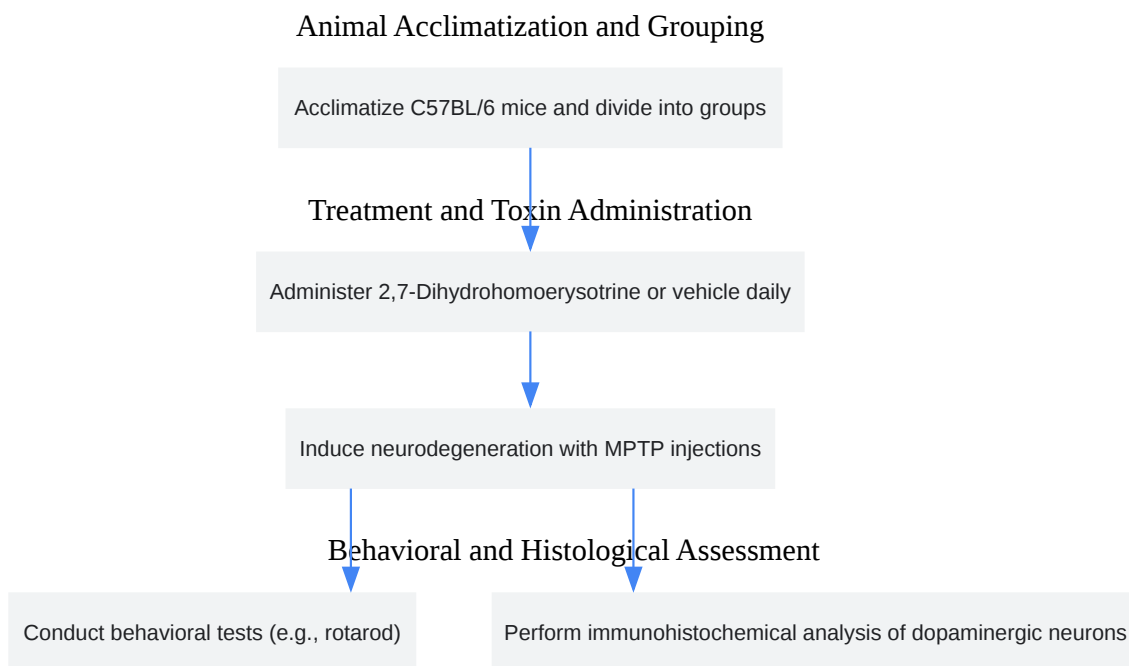 Animal Acclimatization and Grouping
Acclimatize C57BL/6 mice and divide into groups
Treatment and Toxin Administration
Administer 2,7-Dihydrohomoerysotrine or vehicle daily
Induce neurodegeneration with MPTP injections
Behavioral and Histological Assessment
Conduct behavioral tests (e.g., rotarod)
Perform immunohistochemical analysis of dopaminergic neurons